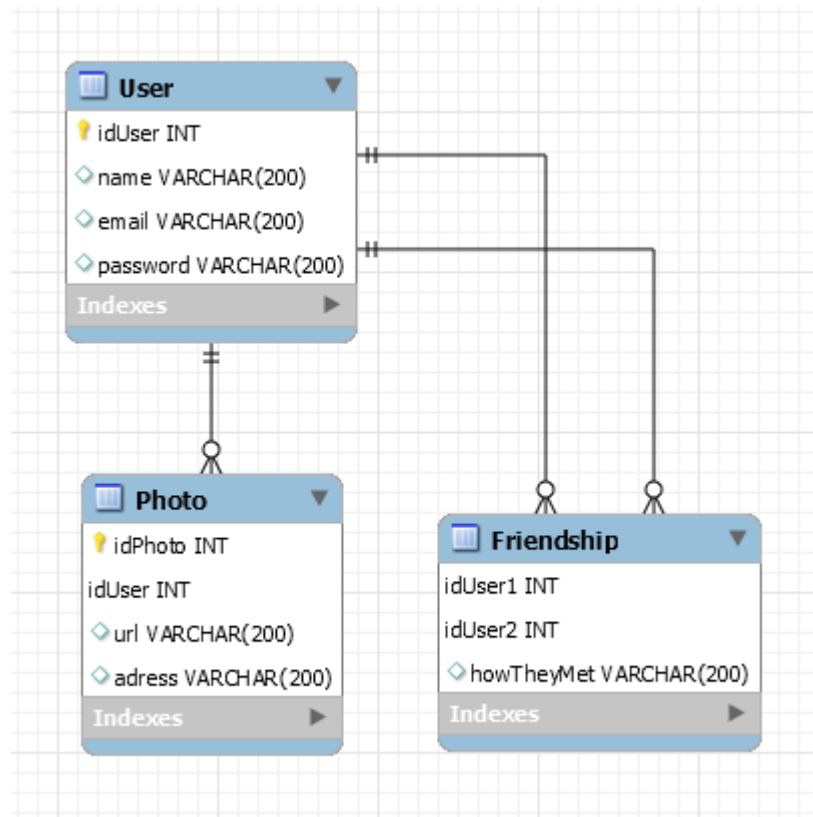 User
idUser INT
name VARCHAR(200)
email VARCHAR(200)
password VARCHAR(200)
Indexes
Photo
idPhoto INT
idUser INT
url VARCHAR(200)
adress VARCHAR(200)
Indexes
Friendship
idUser1 INT
idUser2 INT
howTheyMet VARCHAR(200)
Indexes